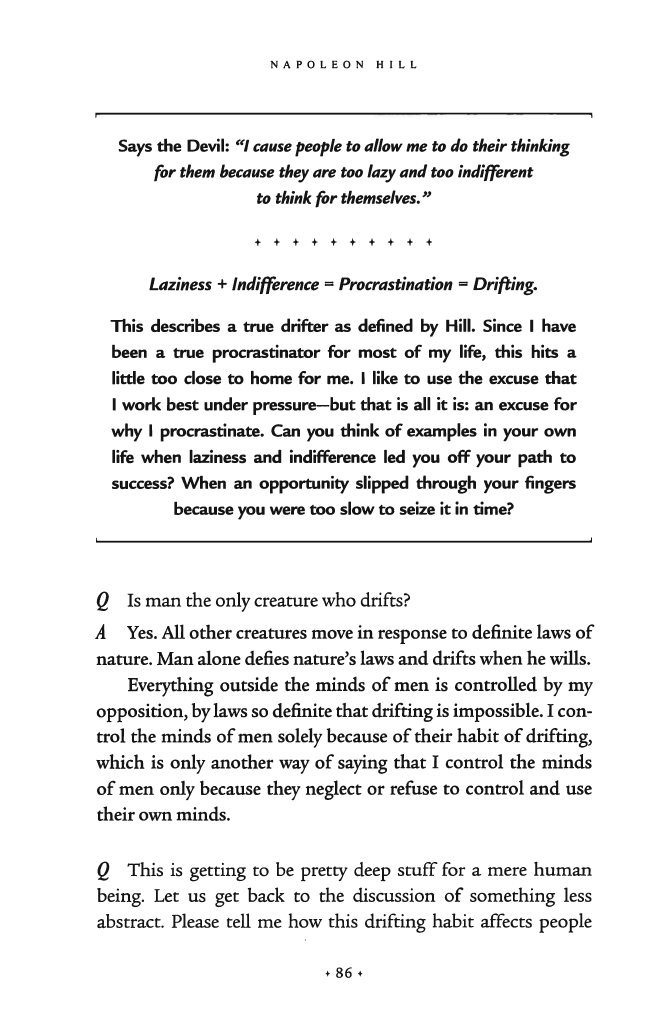 NAPOLEON HILL
Says the Devil: “I cause people to allow me to do their thinking
for them because they are too lazy and too indifferent
to think for themselves.”
+ + + + + + + + + +
Laziness + Indifference = Procrastination = Drifting.
This describes a true drifter as defined by Hill. Since I have
been a true procrastinator for most of my life, this hits a
little too close to home for me. I like to use the excuse that
I work best under pressure—but that is all it is: an excuse for
why I procrastinate. Can you think of examples in your own
life when laziness and indifference led you off your path to
success? When an opportunity slipped through your fingers
because you were too slow to seize it in time?
Q Is man the only creature who drifts?
A Yes. All other creatures move in response to definite laws of
nature. Man alone defies nature’s laws and drifts when he wills.
Everything outside the minds of men is controlled by my
opposition, by laws so definite that drifting is impossible. I con-
trol the minds of men solely because of their habit of drifting,
which is only another way of saying that I control the minds
of men only because they neglect or refuse to control and use
their own minds.
Q This is getting to be pretty deep stuff for a mere human
being. Let us get back to the discussion of something less
abstract. Please tell me how this drifting habit affects people
+ 86 +